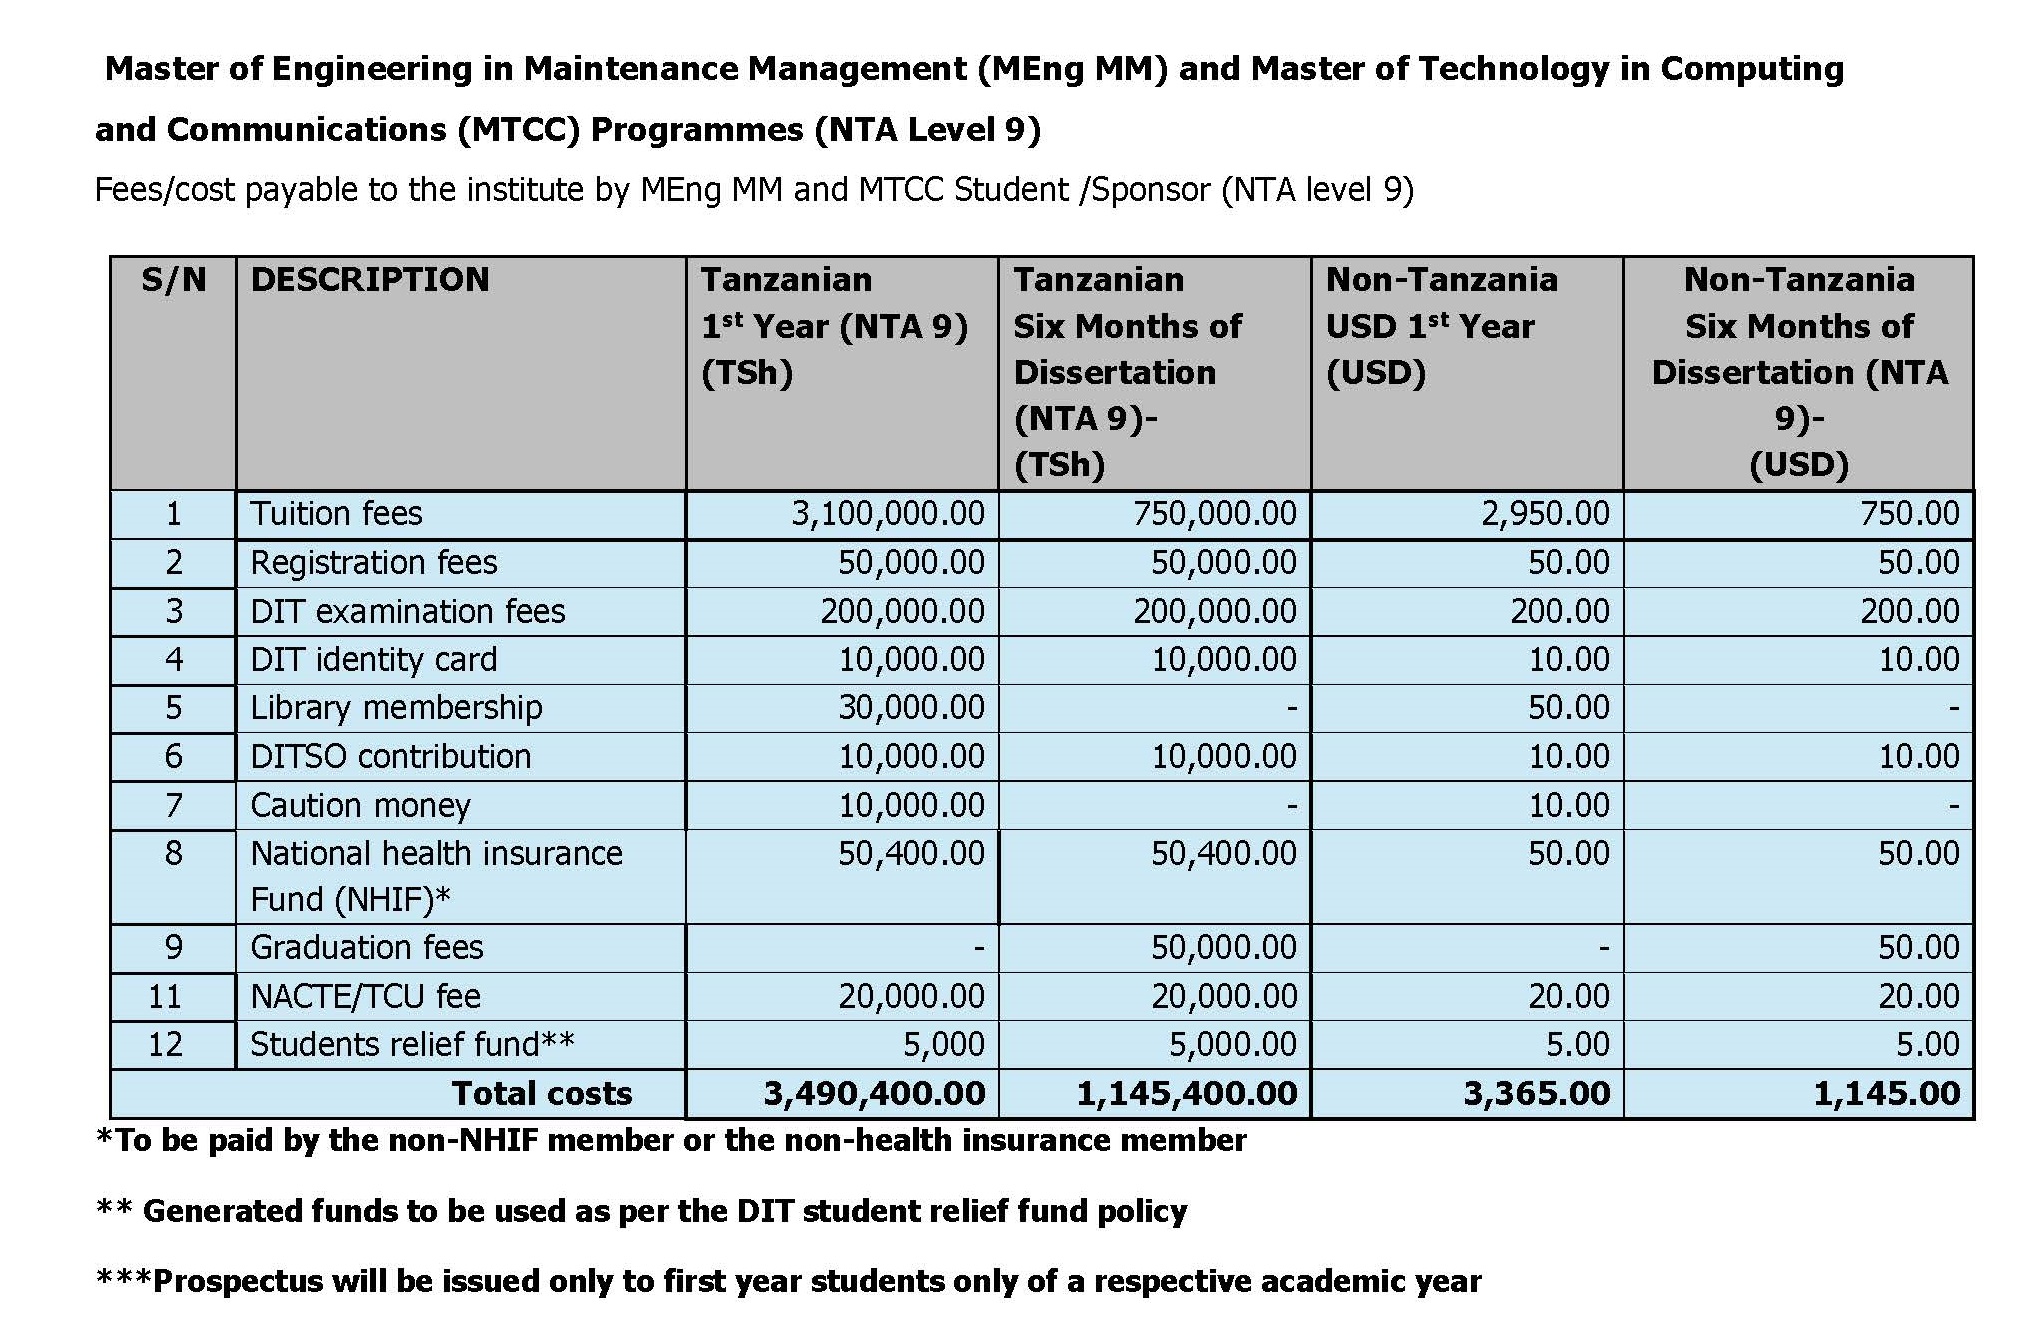 Master of Engineering in Maintenance Management (MEng MM) and Master of Technology in Computing
and Communications (MTCC) Programmes (NTA Level 9)
Fees/cost payable to the institute by MEng MM and MTCC Student /Sponsor (NTA level 9)
S/N DESCRIPTION Tanzanian 1st Year (NTA 9) (TSh) Tanzanian Six Months of Dissertation (NTA 9)- (TSh) Non-Tanzania USD 1st Year (USD) Non-Tanzania Six Months of Dissertation (NTA 9)- (USD)
1 Tuition fees 3,100,000.00 750,000.00 2,950.00 750.00
2 Registration fees 50,000.00 50,000.00 50.00 50.00
3 DIT examination fees 200,000.00 200,000.00 200.00 200.00
4 DIT identity card 10,000.00 10,000.00 10.00 10.00
5 Library membership 30,000.00 - 50.00 -
6 DITSO contribution 10,000.00 10,000.00 10.00 10.00
7 Caution money 10,000.00 - 10.00 -
8 National health insurance 50,400.00 50,400.00 50.00 50.00
Fund (NHIF)*
9 Graduation fees - 50,000.00 - 50.00
11 NACTE/TCU fee 20,000.00 20,000.00 20.00 20.00
12 Students relief fund** 5,000 5,000.00 5.00 5.00
Total costs 3,490,400.00 1,145,400.00 3,365.00 1,145.00
*To be paid by the non-NHIF member or the non-health insurance member
** Generated funds to be used as per the DIT student relief fund policy
***Prospectus will be issued only to first year students only of a respective academic year